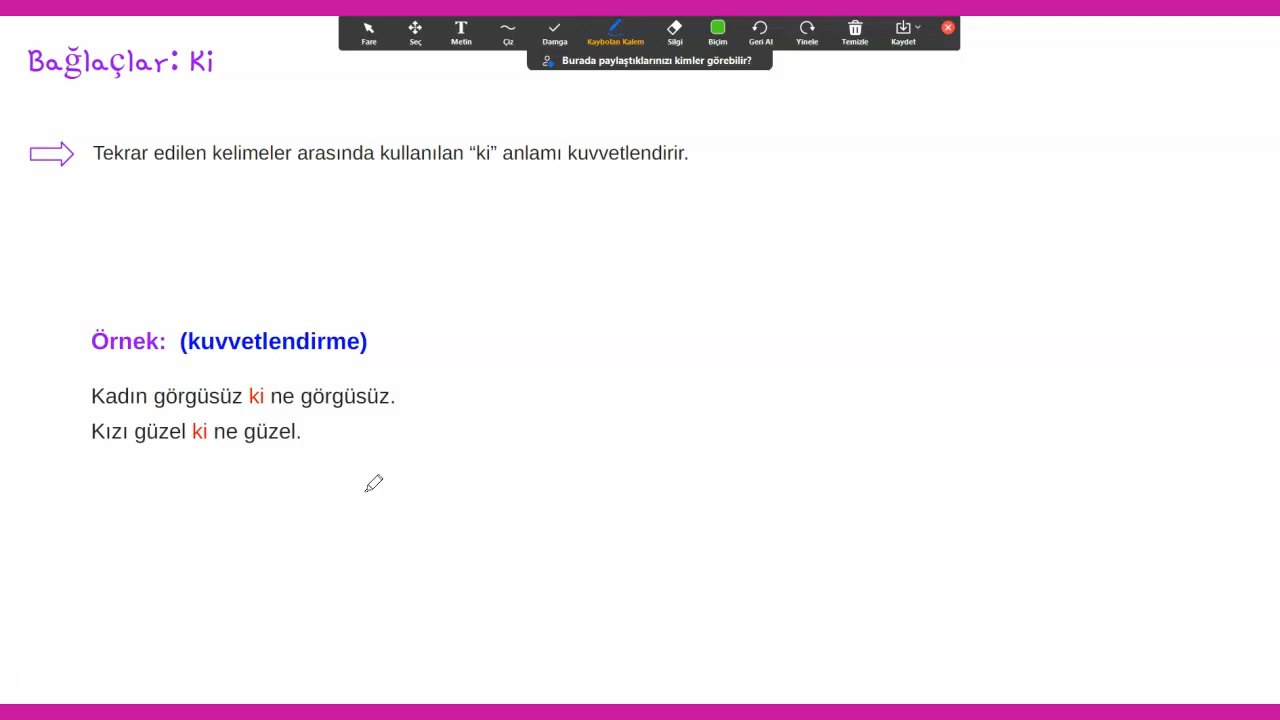 Fare Seç Metin Çiz Damga Kaybolan Kalem Silgi Biçim Geri Al Yinele Temizle Kaydet
Burada paylaştıklarınızı kimler görebilir?
Bağlaçlar: Ki
Tekrar edilen kelimeler arasında kullanılan “ki” anlamı kuvvetlendirir.
Örnek: (kuvvetlendirme)
Kadın görgüsüz ki ne görgüsüz.
Kızı güzel ki ne güzel.